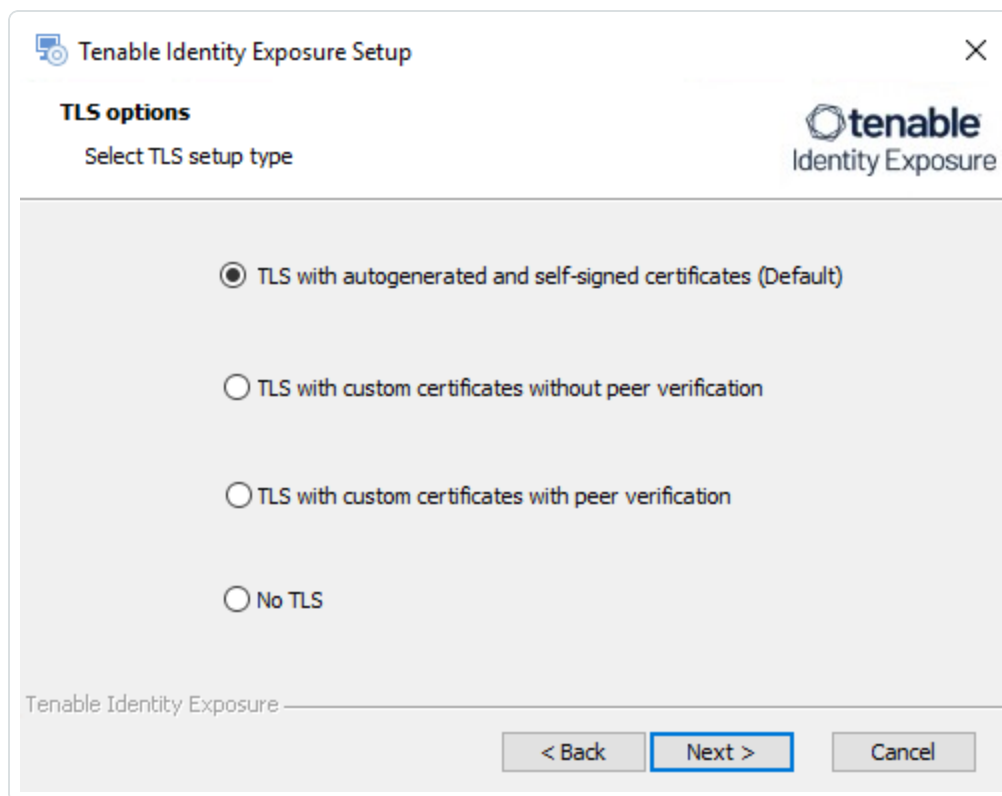 Tenable Identity Exposure Setup
TLS options
Select TLS setup type
tenable
Identity Exposure
TLS with autogenerated and self-signed certificates (Default)
TLS with custom certificates without peer verification
TLS with custom certificates with peer verification
No TLS
Tenable Identity Exposure
< Back Next > Cancel